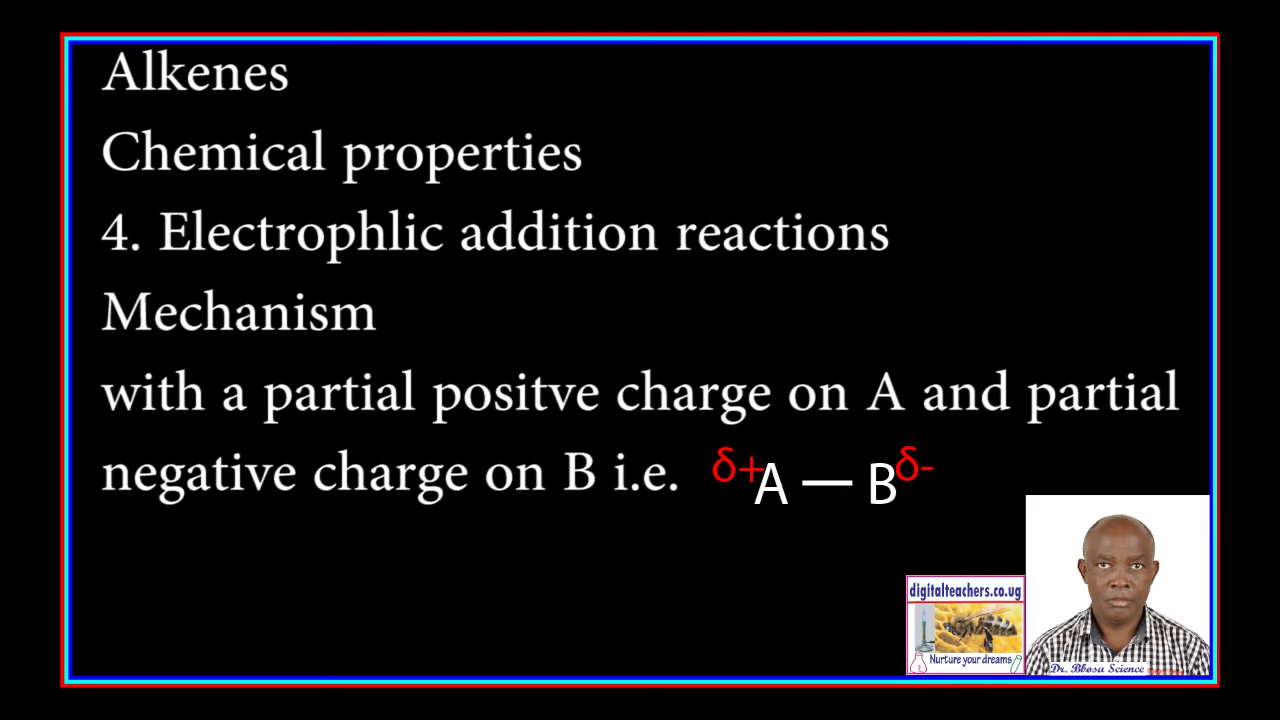 Alkenes
Chemical properties
4. Electrophlic addition reactions
Mechanism
with a partial positve charge on A and partial
negative charge on B i.e. δ+A — Bδ-
digitalteachers.co.ug
Nurture your dreams
Dr. Bbosa Science